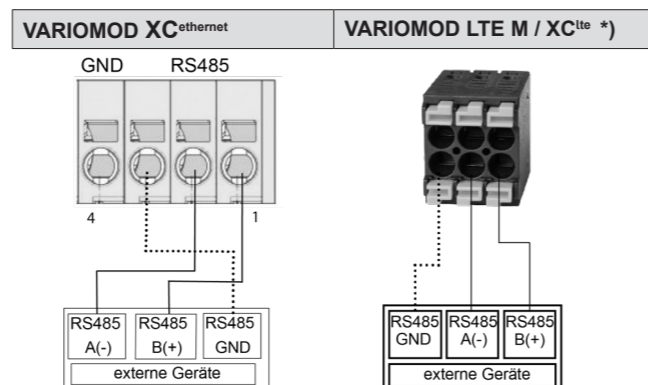 VARIOMOD XCethernet
VARIOMOD LTE M / XClte *)
GND RS485
4 1
RS485 A(-)
RS485 B(+)
RS485 GND
externe Geräte
RS485 GND
RS485 A(-)
RS485 B(+)
externe Geräte